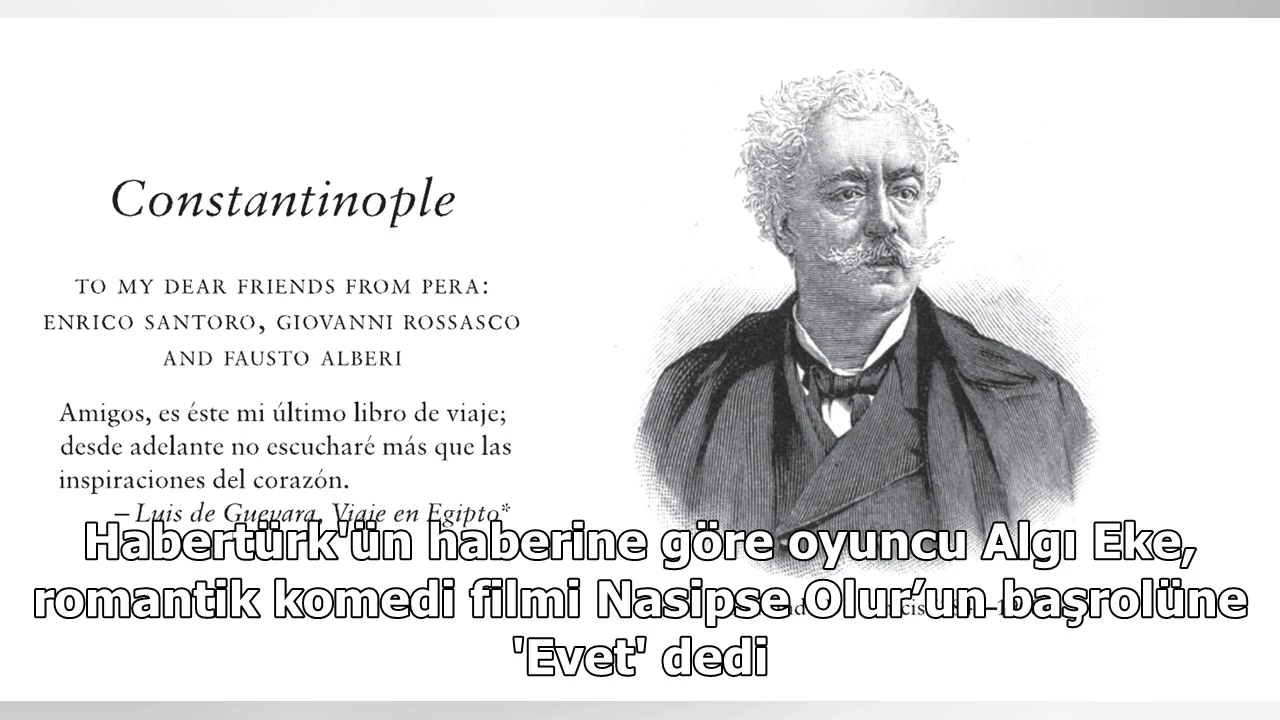 Constantinople
TO MY DEAR FRIENDS FROM PERA:
ENRICO SANTORO, GIOVANNI ROSSASCO
AND FAUSTO ALBERI
Amigos, es éste mi último libro de viaje;
desde adelante no escucharé más que las
inspiraciones del corazón.
– Luis de Guevara, Viaje en Egipto*
Habertürk'ün haberine göre oyuncu Algı Eke,
romantik komedi filmi Nasipse Olur’un başrolüne
'Evet' dedi